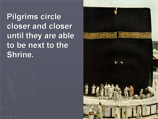 Pilgrims circle
closer and closer
until they are able
to be next to the
Shrine.